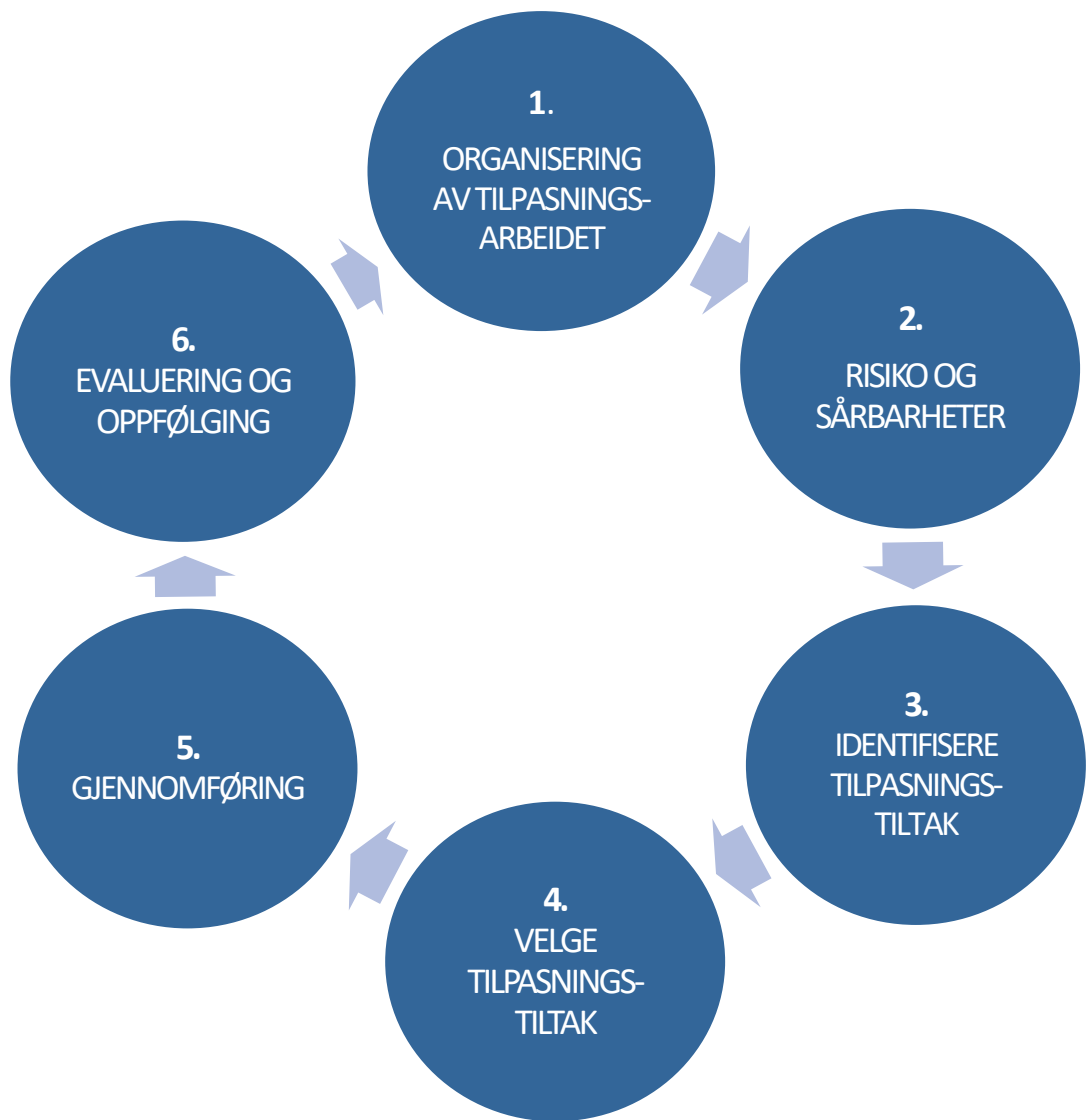 1.
ORGANISERING
AV TILPASNINGS-
ARBEIDET
2.
RISIKO OG
SÅRBARHETER
3.
IDENTIFISERE
TILPASNINGS-
TILTAK
4.
VELGE
TILPASNINGS-
TILTAK
5.
GJENNOMFØRING
6.
EVALUERING OG
OPPFØLGING